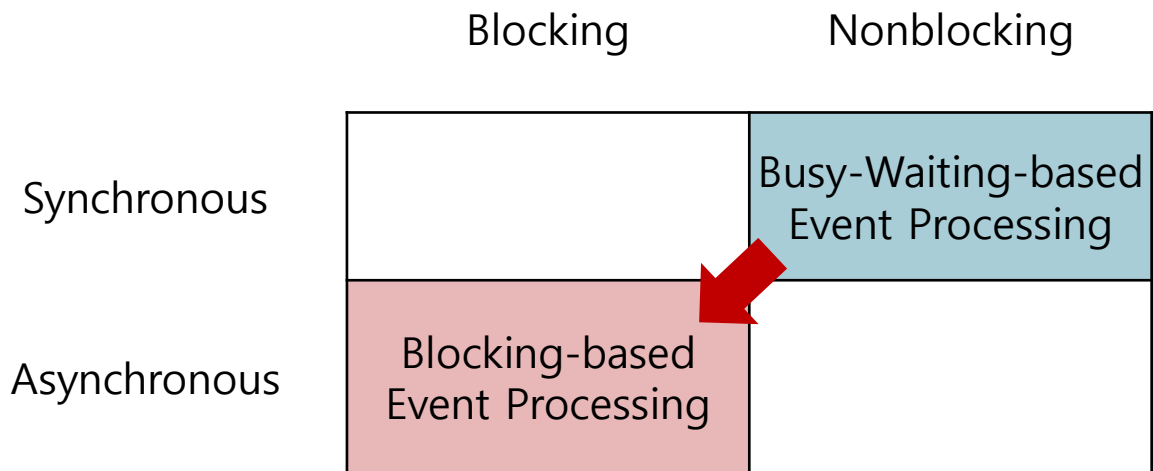 Blocking
Nonblocking
Synchronous
Busy-Waiting-based
Event Processing
Asynchronous
Blocking-based
Event Processing